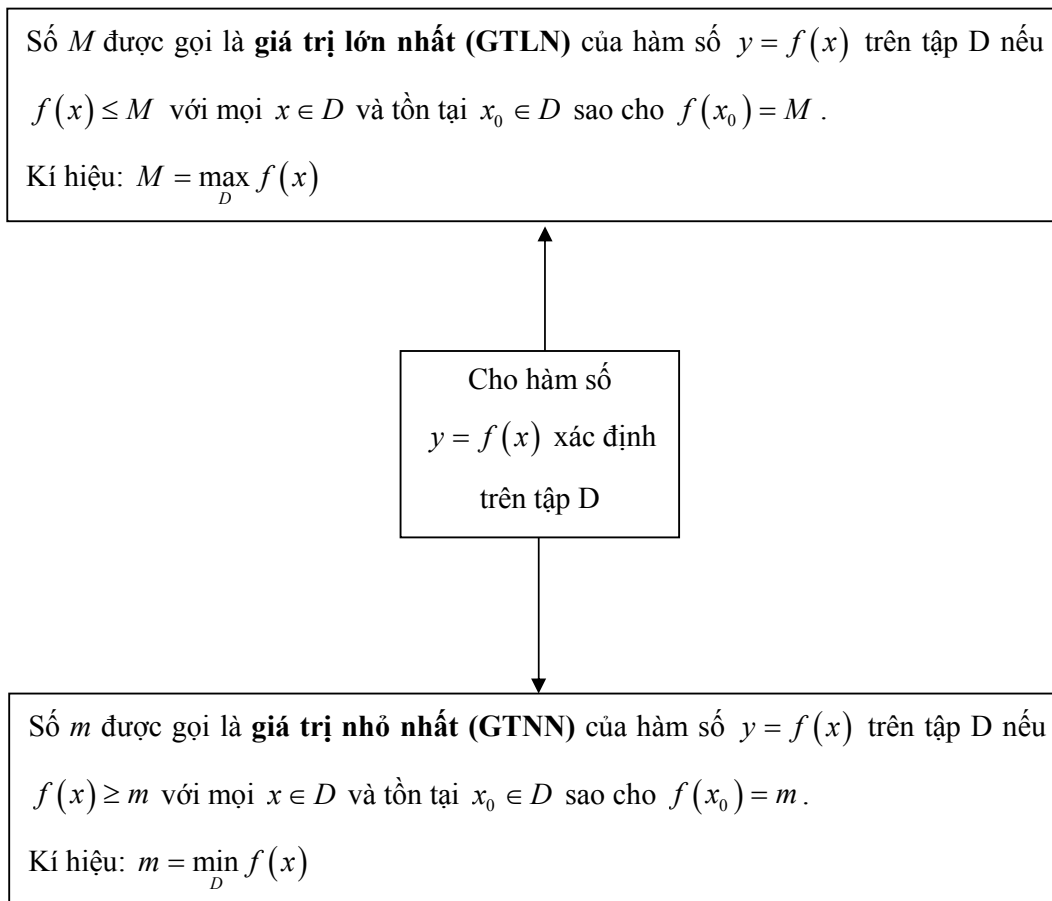 Số M được gọi là giá trị lớn nhất (GTLN) của hàm số y = f(x) trên tập D nếu
f(x) ≤ M với mọi x ∈ D và tồn tại x₀ ∈ D sao cho f(x₀) = M .
Kí hiệu: M = max f(x)
D
Cho hàm số
y = f(x) xác định
trên tập D
Số m được gọi là giá trị nhỏ nhất (GTNN) của hàm số y = f(x) trên tập D nếu
f(x) ≥ m với mọi x ∈ D và tồn tại x₀ ∈ D sao cho f(x₀) = m .
Kí hiệu: m = min f(x)
D